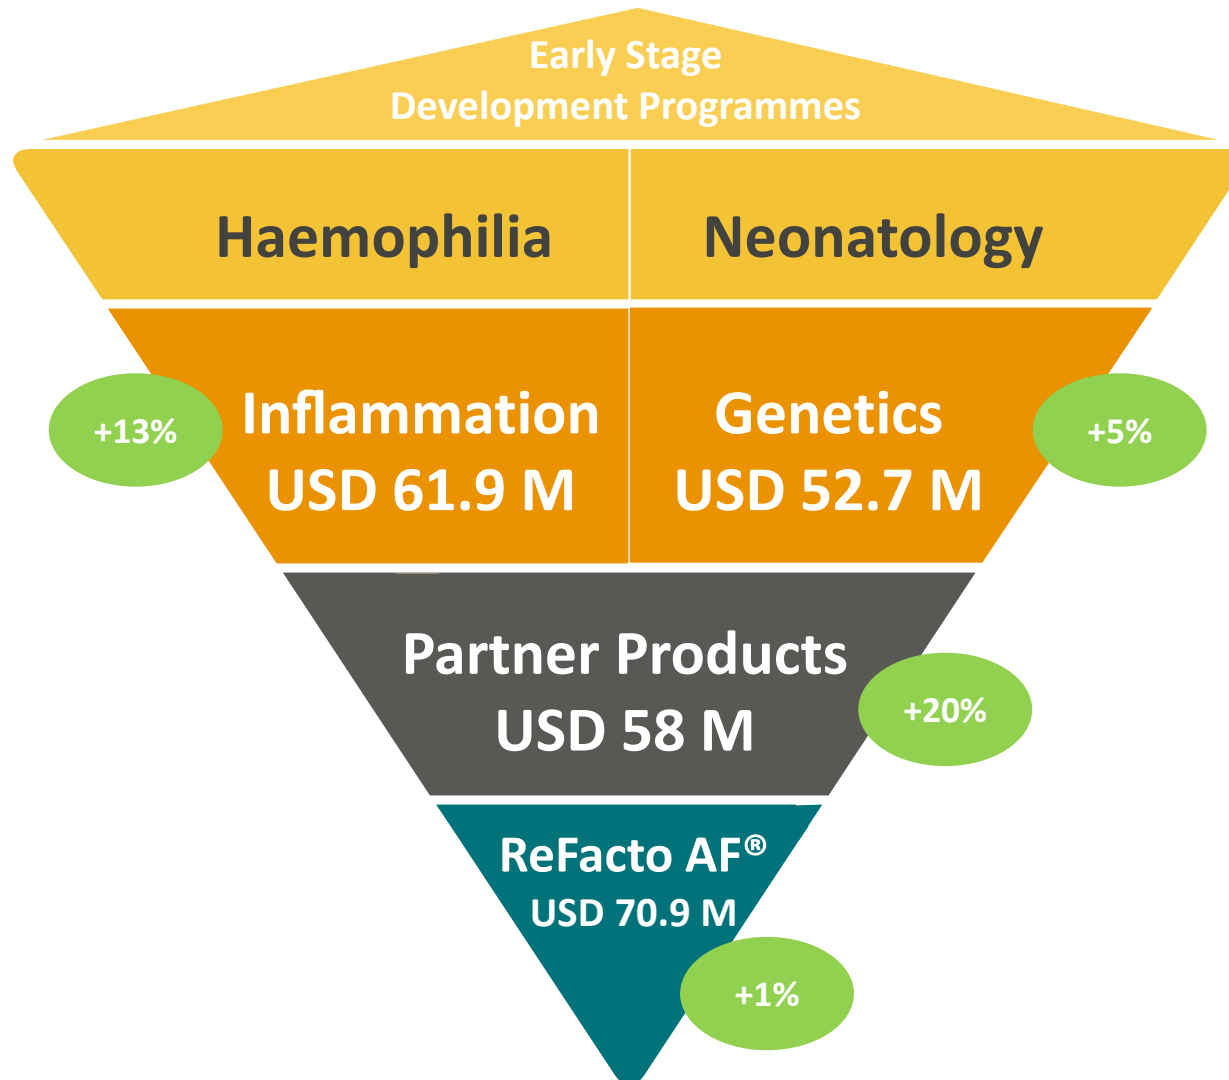 Early Stage
Development Programmes
Haemophilia
Neonatology
+13%
Inflammation
USD 61.9 M
Genetics
USD 52.7 M
+5%
Partner Products
USD 58 M
+20%
ReFacto AF®
USD 70.9 M
+1%